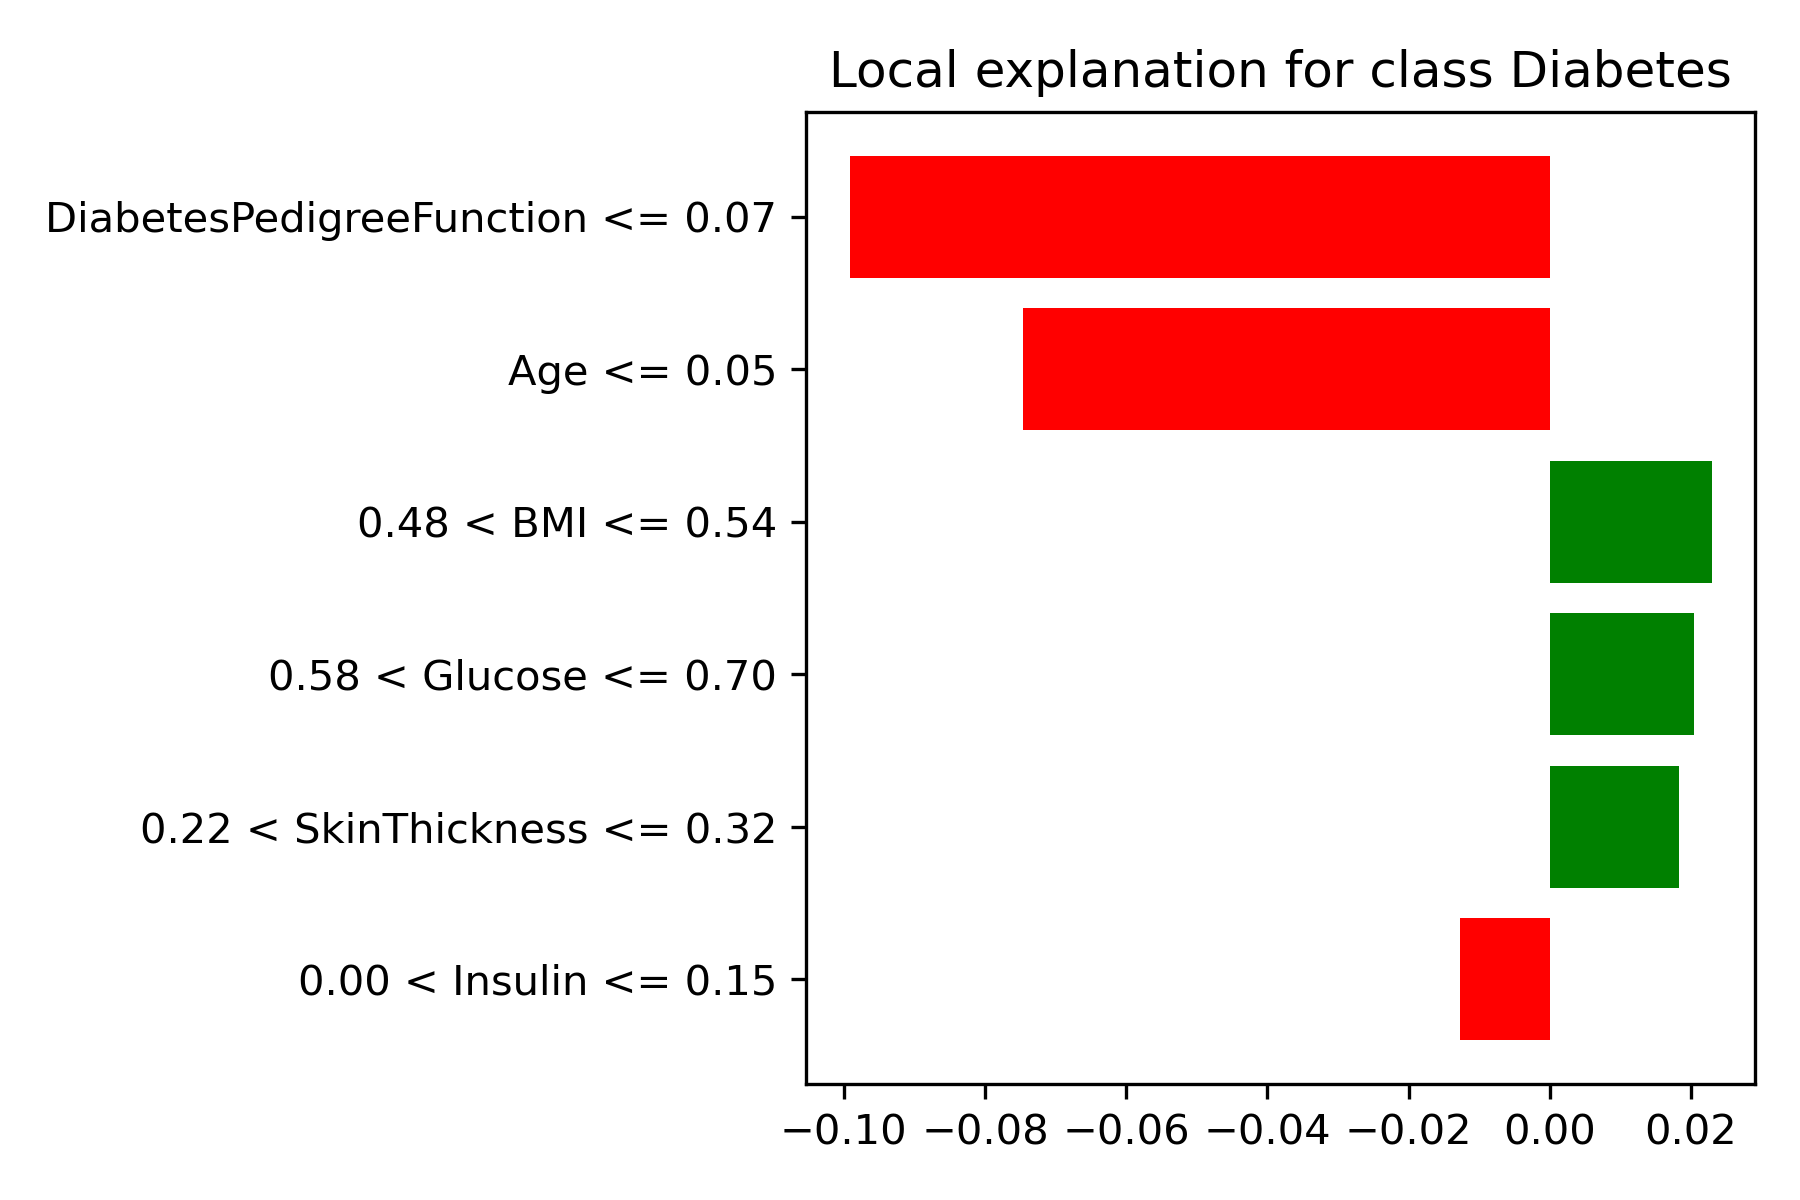 Local explanation for class Diabetes
DiabetesPedigreeFunction <= 0.07
Age <= 0.05
0.48 < BMI <= 0.54
0.58 < Glucose <= 0.70
0.22 < SkinThickness <= 0.32
0.00 < Insulin <= 0.15
−0.10 −0.08 −0.06 −0.04 −0.02 0.00 0.02